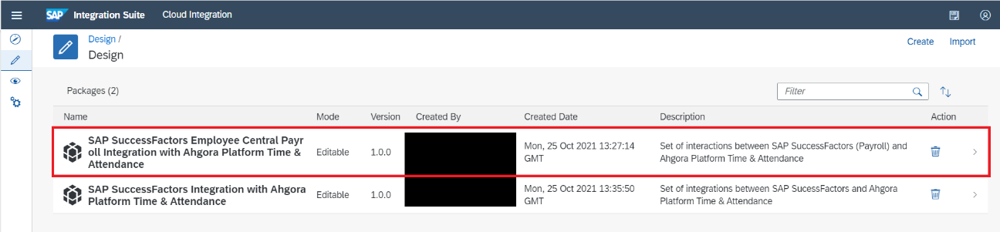 SAP Integration Suite Cloud Integration
Design /
Design
Create Import
Packages (2)
Filter
Name Mode Version Created By Created Date Description Action
SAP SuccessFactors Employee Central Payr
oll Integration with Ahgora Platform Time &
Attendance
Editable
1.0.0
Mon, 25 Oct 2021 13:27:14
GMT
Set of interactions between SAP SuccessFactors (Payroll) and
Ahgora Platform Time & Attendance
SAP SuccessFactors Integration with Ahgora
Platform Time & Attendance
Editable
1.0.0
Mon, 25 Oct 2021 13:35:50
GMT
Set of integrations between SAP SucessFactors and Ahgora
Platform Time & Attendance